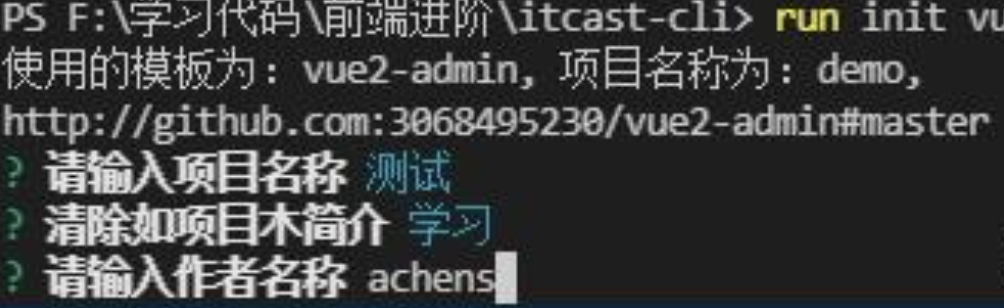 PS F:\学习代码\前端进阶\itcast-cli> run init vu
使用的模板为: vue2-admin, 项目名称为: demo,
http://github.com:3068495230/vue2-admin#master
? 请输入项目名称 测试
? 清除如项目木简介 学习
? 请输入作者名称 achens